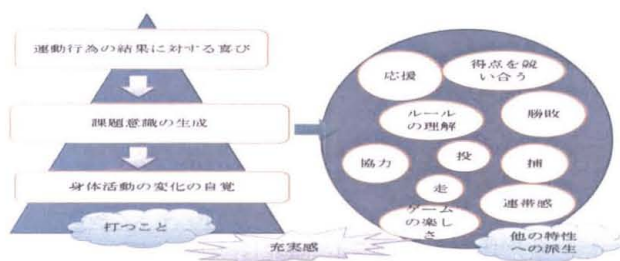 運動行為の結果に対する喜び
課題意識の生成
身体活動の変化の自覚
打つこと
充実感
応援
得点を競
い合う
ルール
の理解
勝敗
協力
投
捕
走
連帯感
ゲーム
の楽し
さ
他の特性
への派生